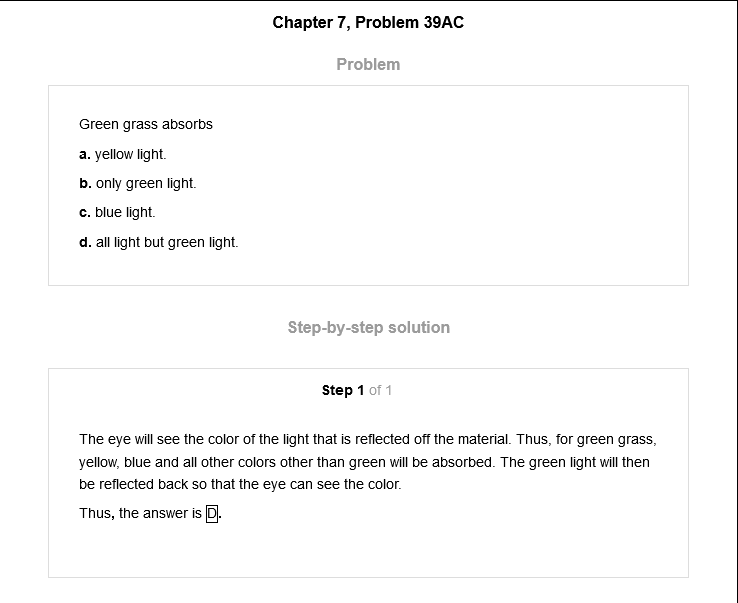 Chapter 7, Problem 39AC
Problem
Green grass absorbs
a. yellow light.
b. only green light.
c. blue light.
d. all light but green light.
Step-by-step solution
Step 1 of 1
The eye will see the color of the light that is reflected off the material. Thus, for green grass,
yellow, blue and all other colors other than green will be absorbed. The green light will then
be reflected back so that the eye can see the color.
Thus, the answer is D.